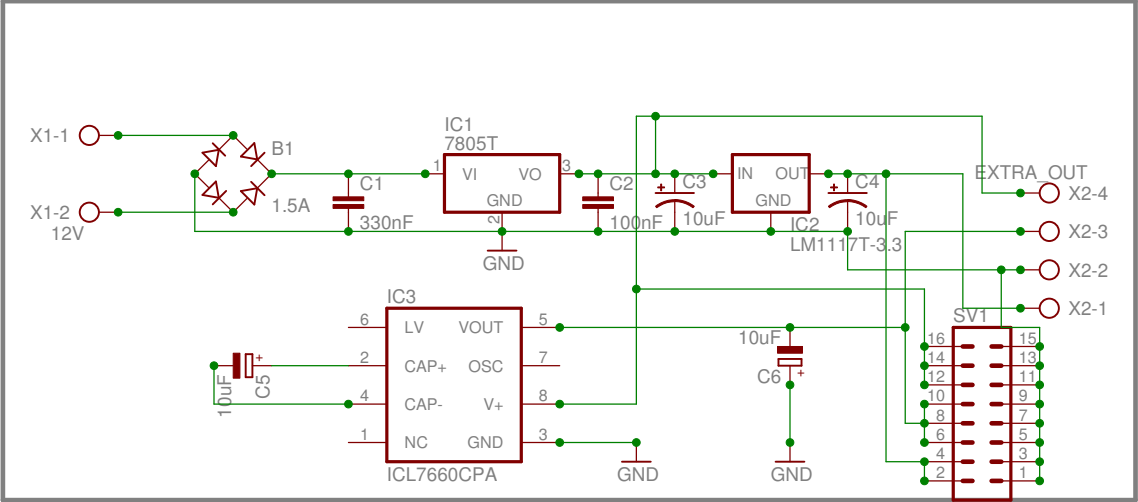 X1-1
X1-2
12V
B1
1.5A
C1
330nF
IC1
7805T
1
VI
VO
3
GND
2
GND
C2
100nF
C3
10uF
IN
OUT
GND
IC2
LM1117T-3.3
C4
10uF
EXTRA_OUT
X2-4
X2-3
X2-2
X2-1
IC3
6
LV
VOUT
5
2
CAP+
OSC
7
4
CAP-
V+
8
1
NC
GND
3
ICL7660CPA
10uF
C5
GND
10uF
C6
GND
SV1
16
15
14
13
12
11
10
9
8
7
6
5
4
3
2
1